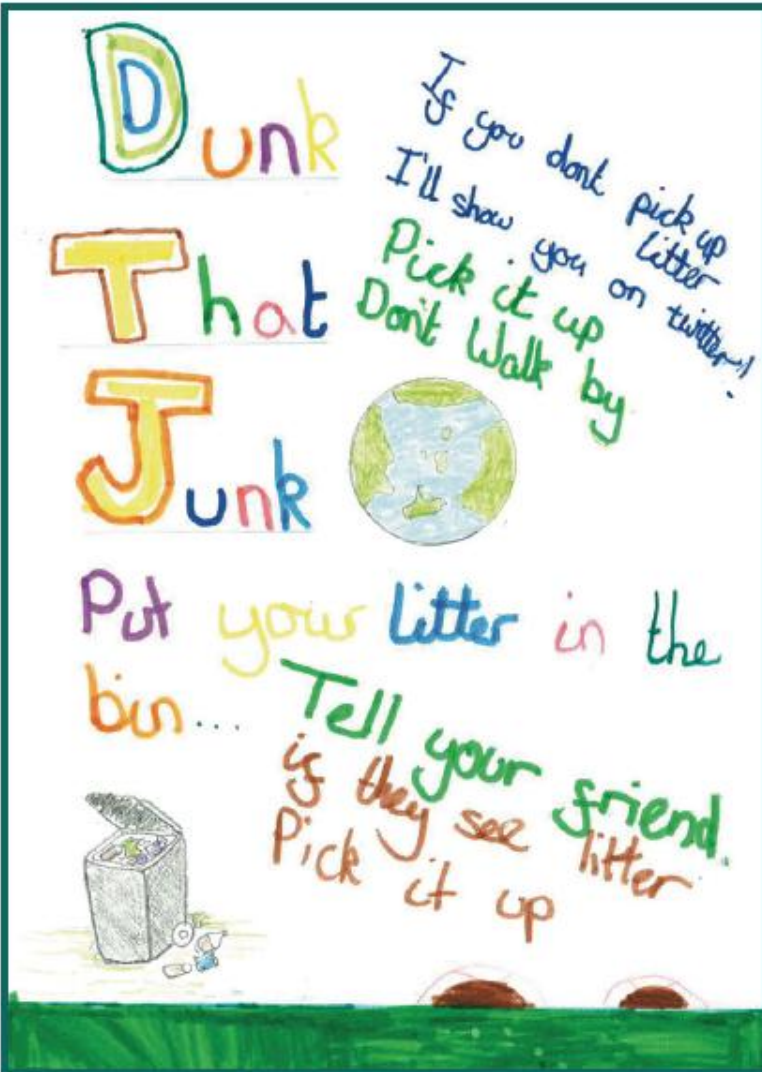 Dunk
That
Junk
If you dont pick up
litter
I'll show you on twitter!
Pick it up
Don't Walk by
Put your litter in the
bin...
Tell your friend.
if they see litter
Pick it up